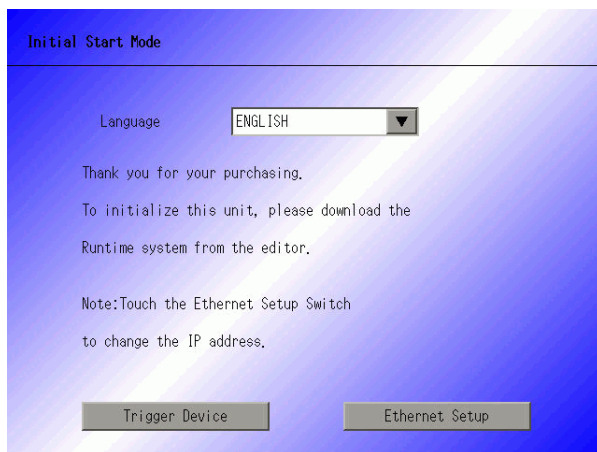 Initial Start Mode
Language ENGLISH
Thank you for your purchasing.
To initialize this unit, please download the
Runtime system from the editor.
Note:Touch the Ethernet Setup Switch
to change the IP address.
Trigger Device Ethernet Setup